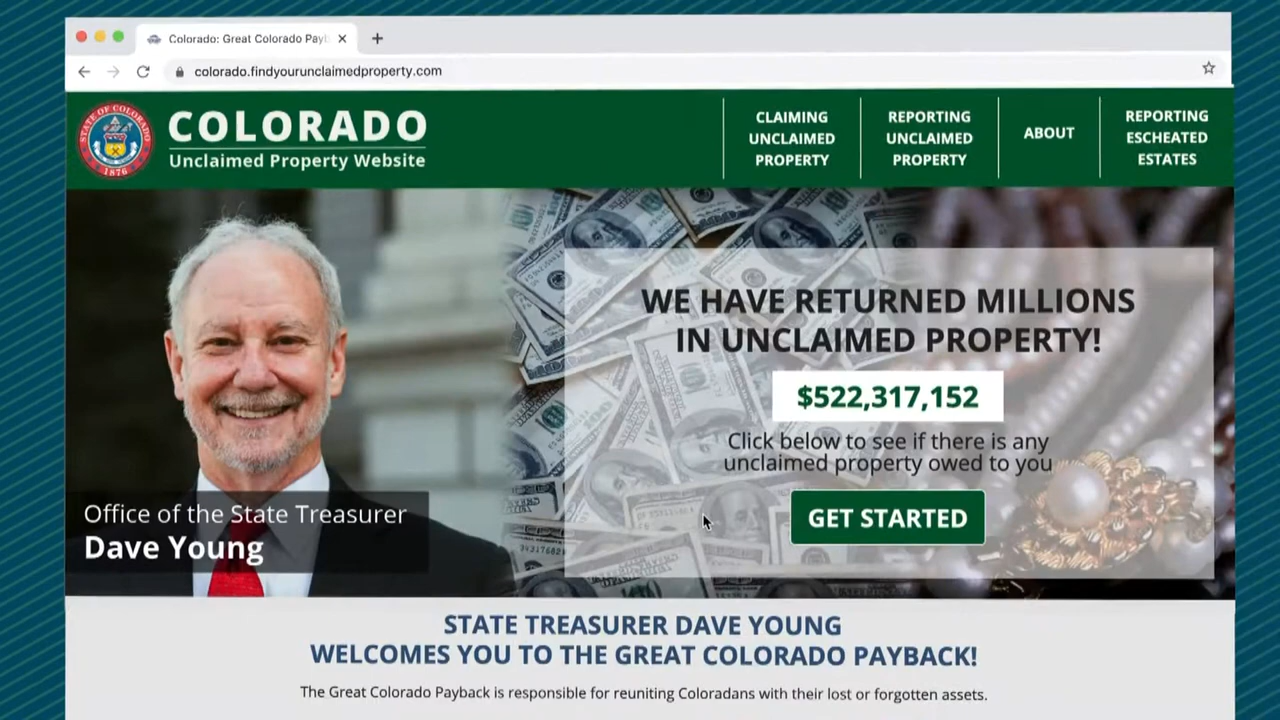 Colorado: Great Colorado Payb
colorado.findyourunclaimedproperty.com
STATE OF COLORADO
1876
COLORADO
Unclaimed Property Website
CLAIMING
UNCLAIMED
PROPERTY
REPORTING
UNCLAIMED
PROPERTY
ABOUT
REPORTING
ESCHEATED
ESTATES
WE HAVE RETURNED MILLIONS
IN UNCLAIMED PROPERTY!
$522,317,152
Click below to see if there is any
unclaimed property owed to you
GET STARTED
Office of the State Treasurer
Dave Young
STATE TREASURER DAVE YOUNG
WELCOMES YOU TO THE GREAT COLORADO PAYBACK!
The Great Colorado Payback is responsible for reuniting Coloradans with their lost or forgotten assets.